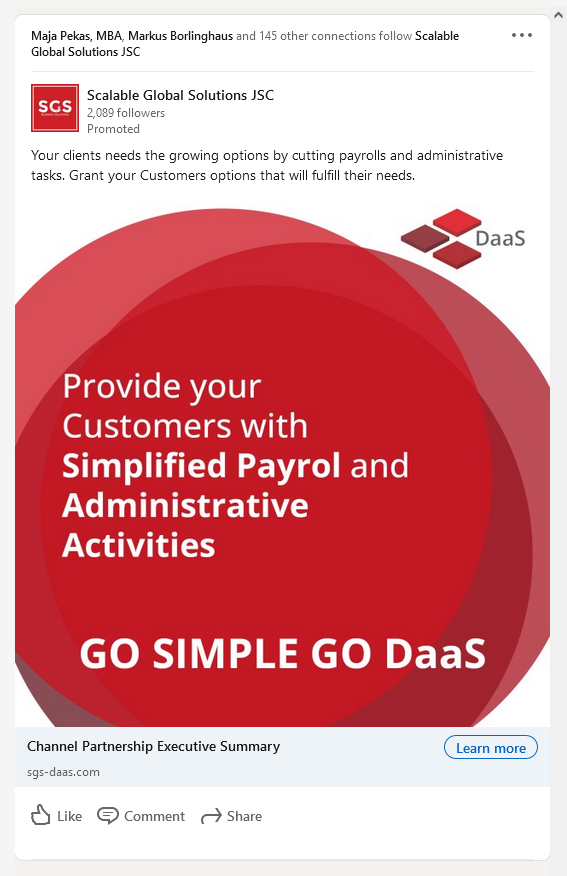 Maja Pekas, MBA, Markus Borlinghaus and 145 other connections follow Scalable
Global Solutions JSC
SGS
Scalable Global Solutions JSC
2,089 followers
Promoted
Your clients needs the growing options by cutting payrolls and administrative
tasks. Grant your Customers options that will fulfill their needs.
DaaS
Provide your
Customers with
Simplified Payrol and
Administrative
Activities
GO SIMPLE GO DaaS
Channel Partnership Executive Summary
Learn more
sgs-daas.com
Like Comment Share